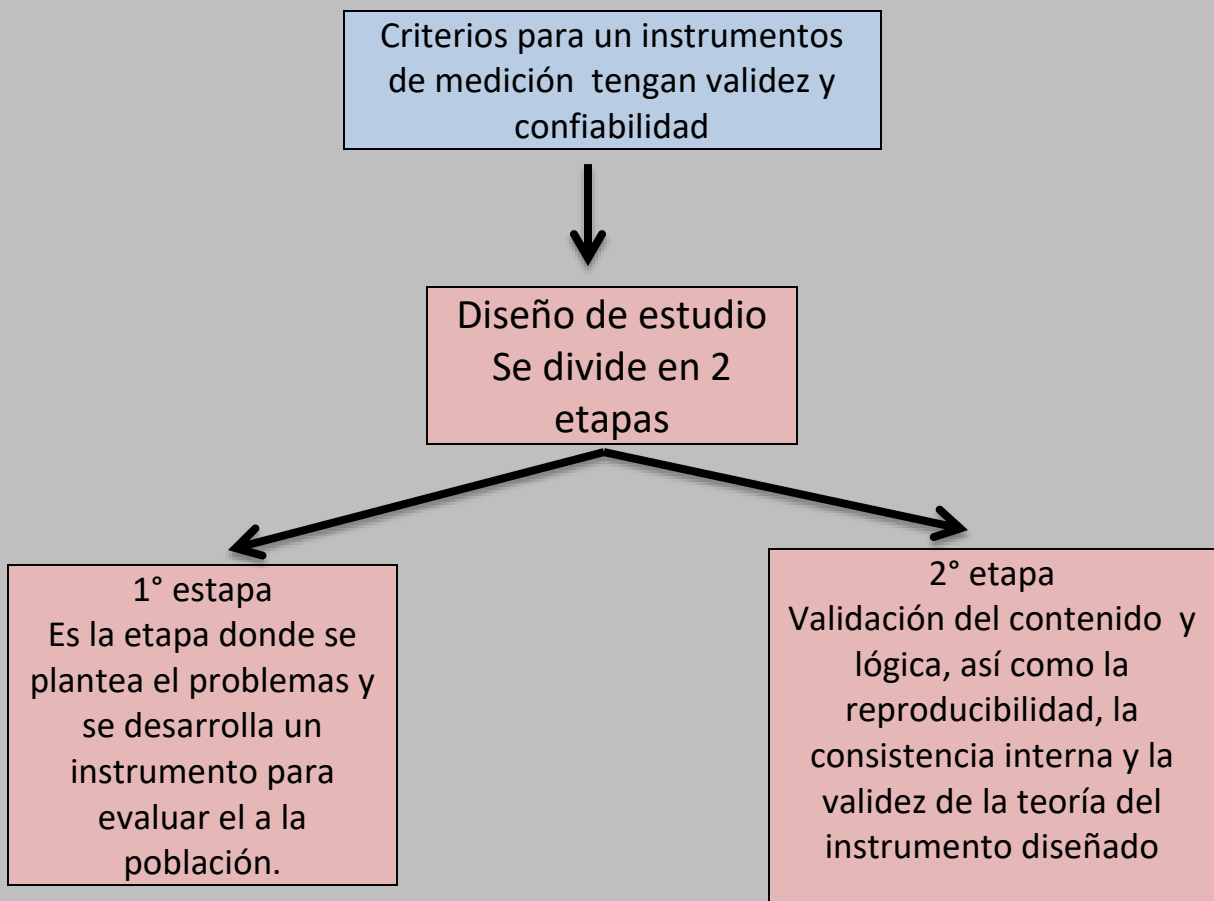 Criterios para un instrumentos
de medición tengan validez y
confiabilidad
Diseño de estudio
Se divide en 2
etapas
1° estapa
Es la etapa donde se
plantea el problemas y
se desarrolla un
instrumento para
evaluar el a la
población.
2° etapa
Validación del contenido y
lógica, así como la
reproducibilidad, la
consistencia interna y la
validez de la teoría del
instrumento diseñado